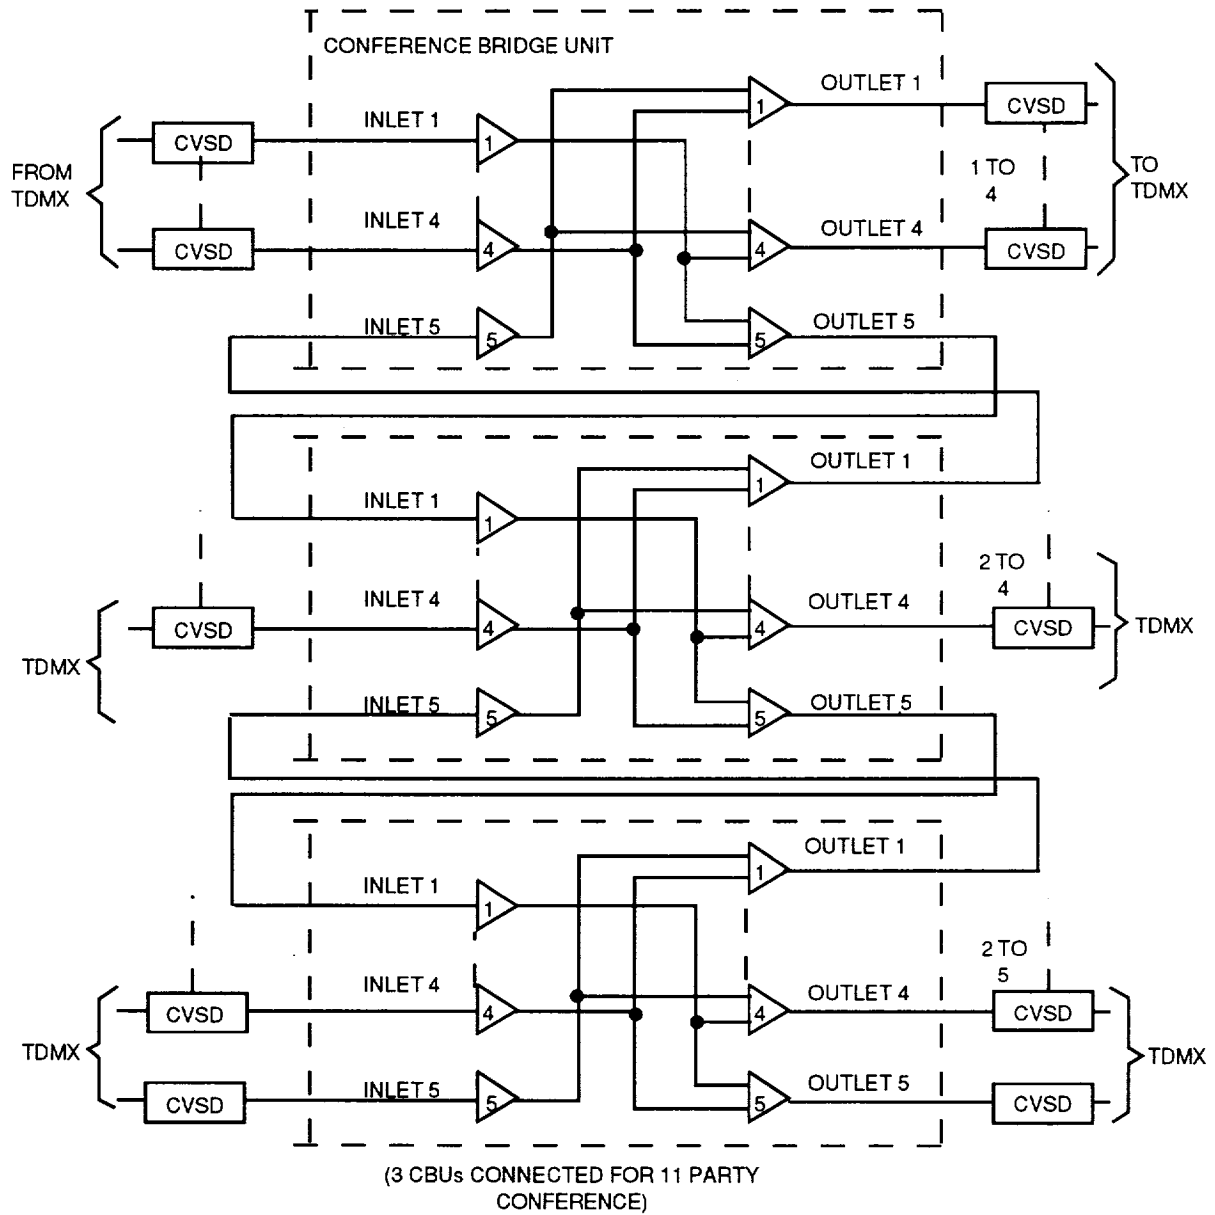 CONFERENCE BRIDGE UNIT
OUTLET 1
1
CVSD
INLET 1
CVSD
1
FROM
TDMX
1 TO
4
TO
TDMX
INLET 4
CVSD
4
4
OUTLET 4
CVSD
INLET 5
5
5
OUTLET 5
OUTLET 1
1
INLET 1
1
2 TO
4
INLET 4
CVSD
4
4
OUTLET 4
CVSD
TDMX
TDMX
INLET 5
5
5
OUTLET 5
OUTLET 1
1
INLET 1
1
2 TO
5
INLET 4
CVSD
4
4
OUTLET 4
CVSD
TDMX
TDMX
INLET 5
CVSD
5
5
OUTLET 5
CVSD
(3 CBUs CONNECTED FOR 11 PARTY
CONFERENCE)